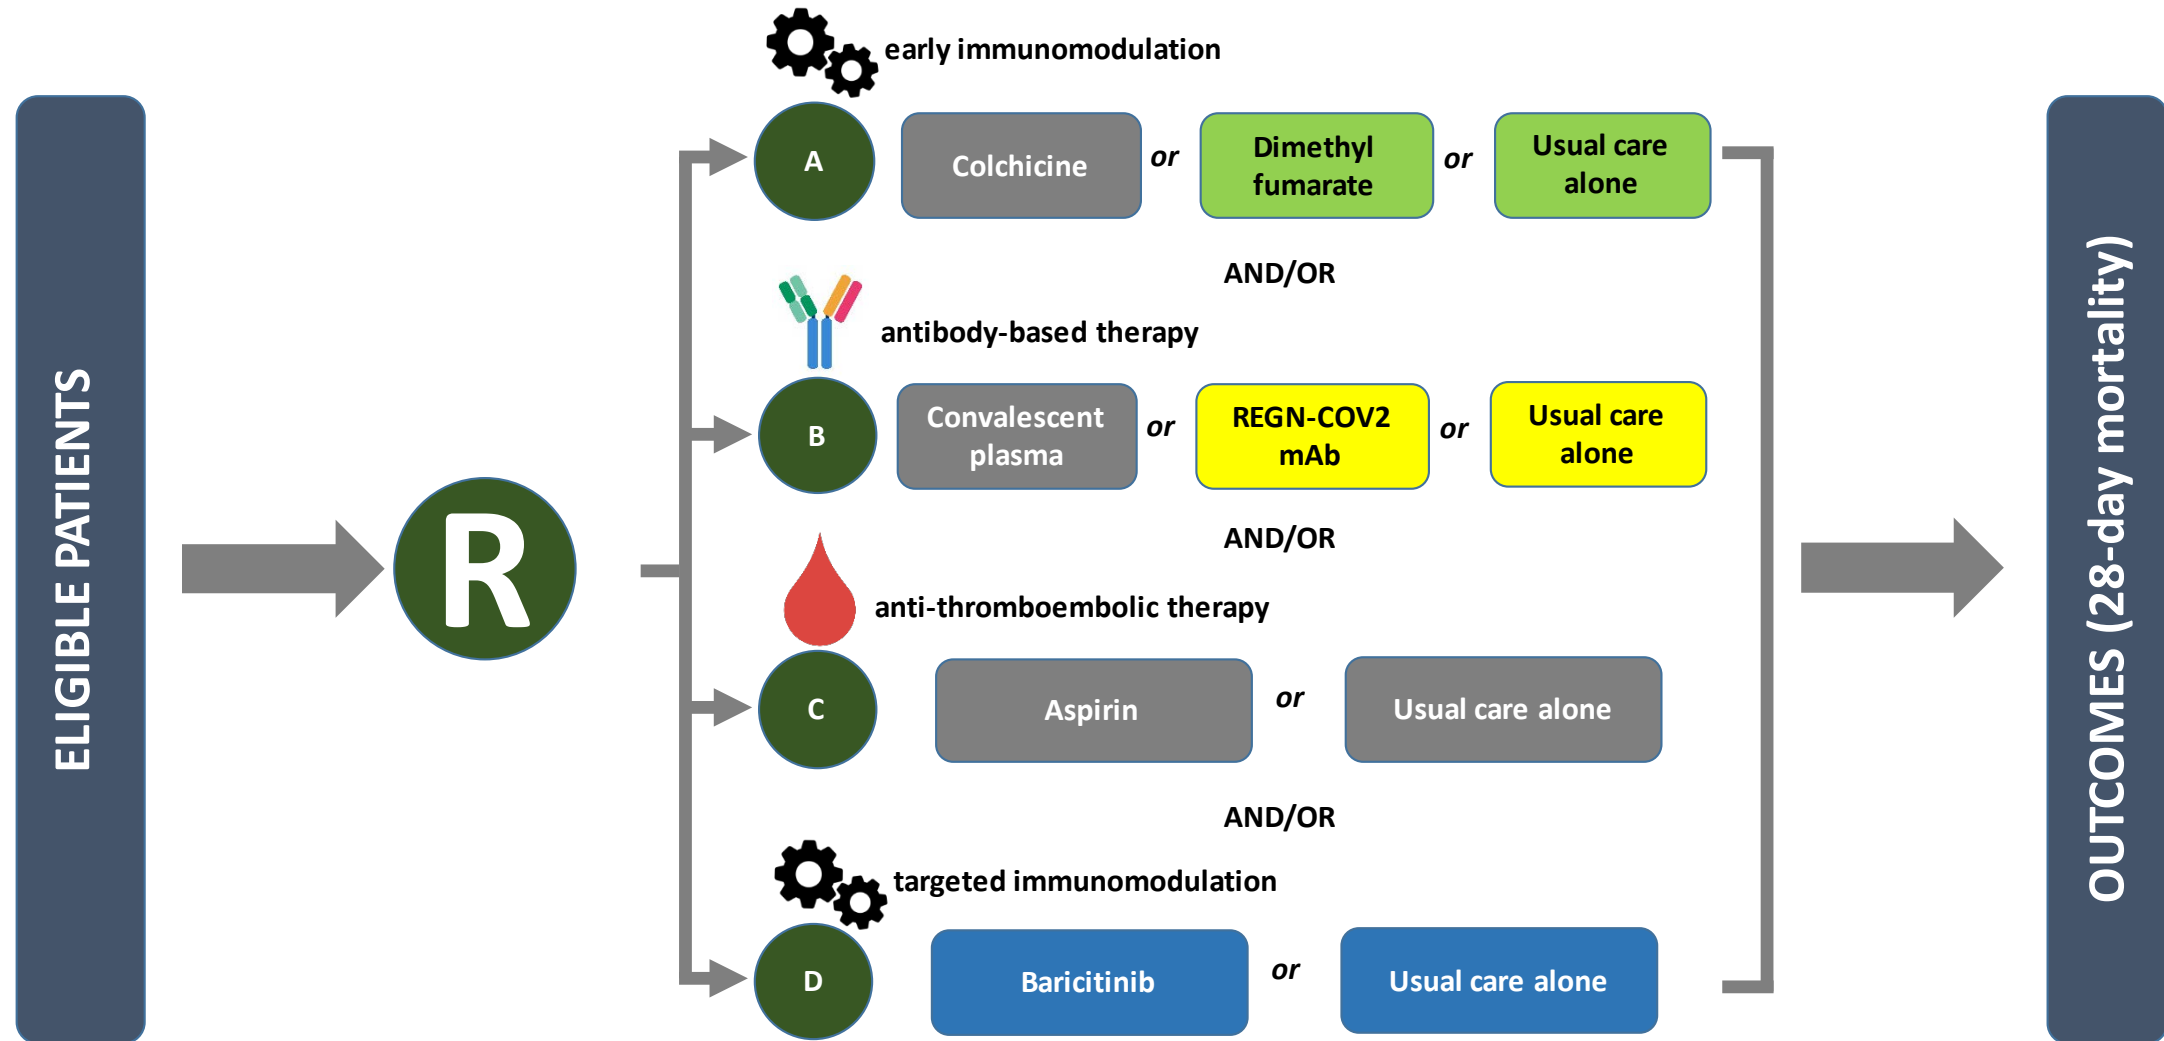 ELIGIBLE PATIENTS
R
early immunomodulation
A
Colchicine
or
Dimethyl
fumarate
or
Usual care
alone
AND/OR
antibody-based therapy
B
Convalescent
plasma
or
REGN-COV2
mAb
or
Usual care
alone
AND/OR
anti-thromboembolic therapy
C
Aspirin
or
Usual care alone
AND/OR
targeted immunomodulation
D
Baricitinib
or
Usual care alone
OUTCOMES (28-day mortality)